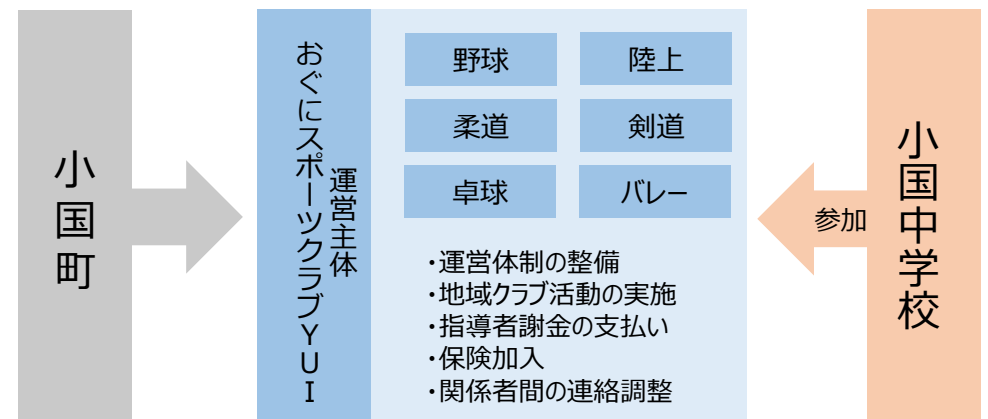 小国町
運営主体
おぐにスポーツクラブYUI
野球
陸上
柔道
剣道
卓球
バレー
・運営体制の整備
・地域クラブ活動の実施
・指導者謝金の支払い
・保険加入
・関係者間の連絡調整
参加
小国中学校